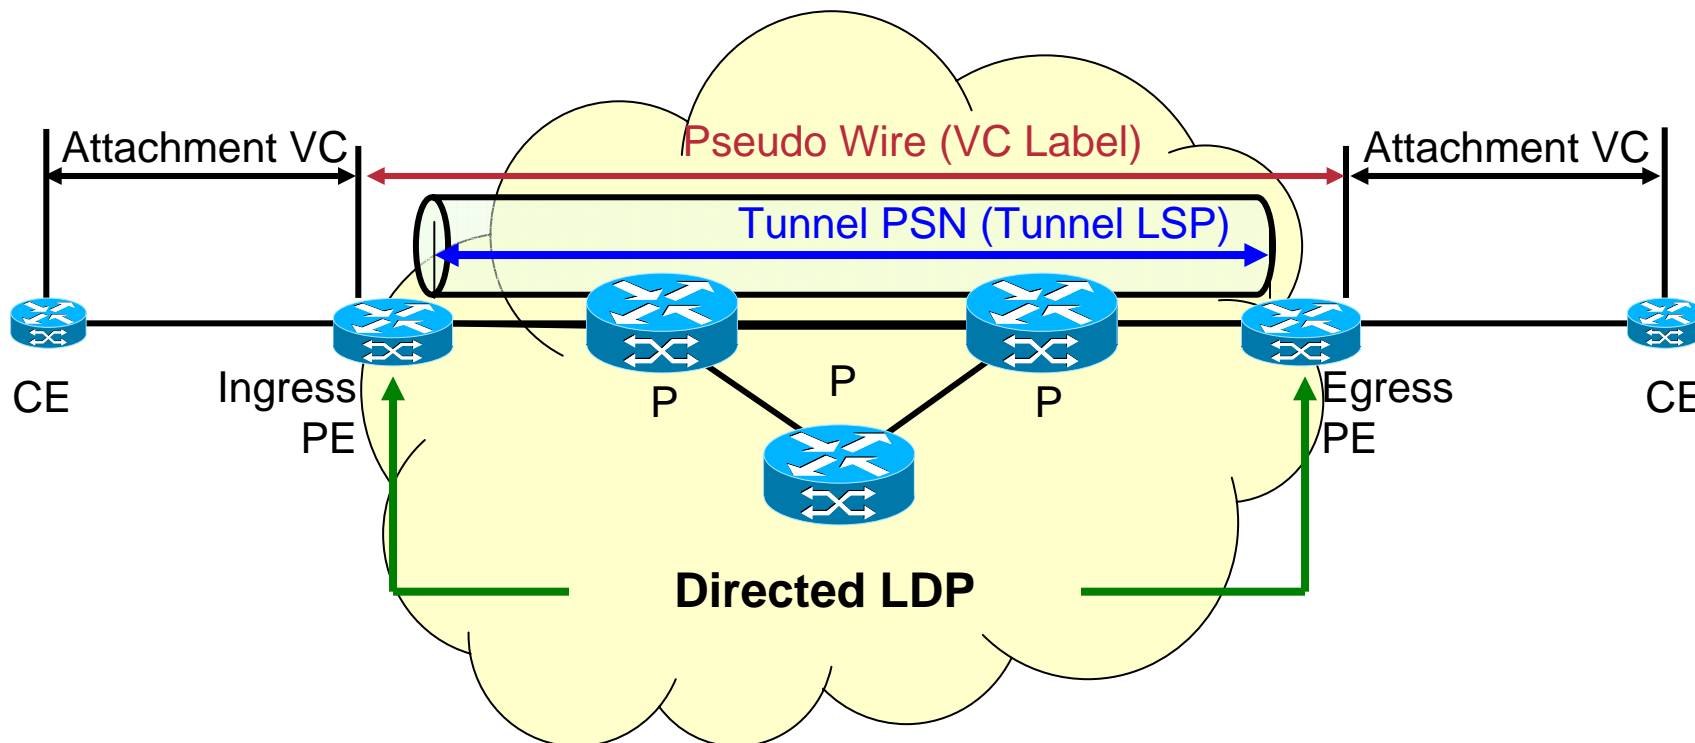 Attachment VC
Pseudo Wire (VC Label)
Attachment VC
Tunnel PSN (Tunnel LSP)
CE
Ingress
PE
P
P
P
Egress
PE
CE
Directed LDP